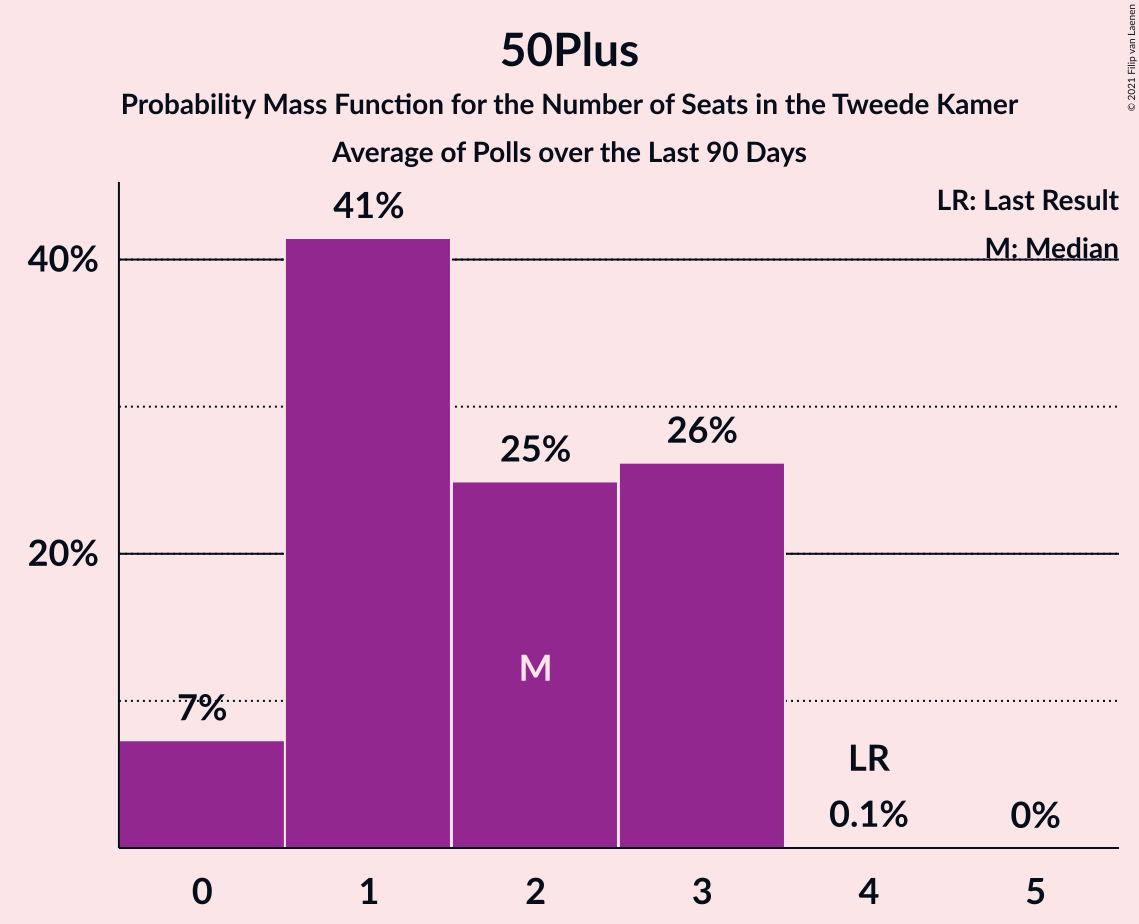 50Plus
Probability Mass Function for the Number of Seats in the Tweede Kamer
Average of Polls over the Last 90 Days
© 2021 Filip van Laenen
LR: Last Result
M: Median
41%
40%
26%
25%
20%
M
7%
LR
0.1%
0%
0 1 2 3 4 5